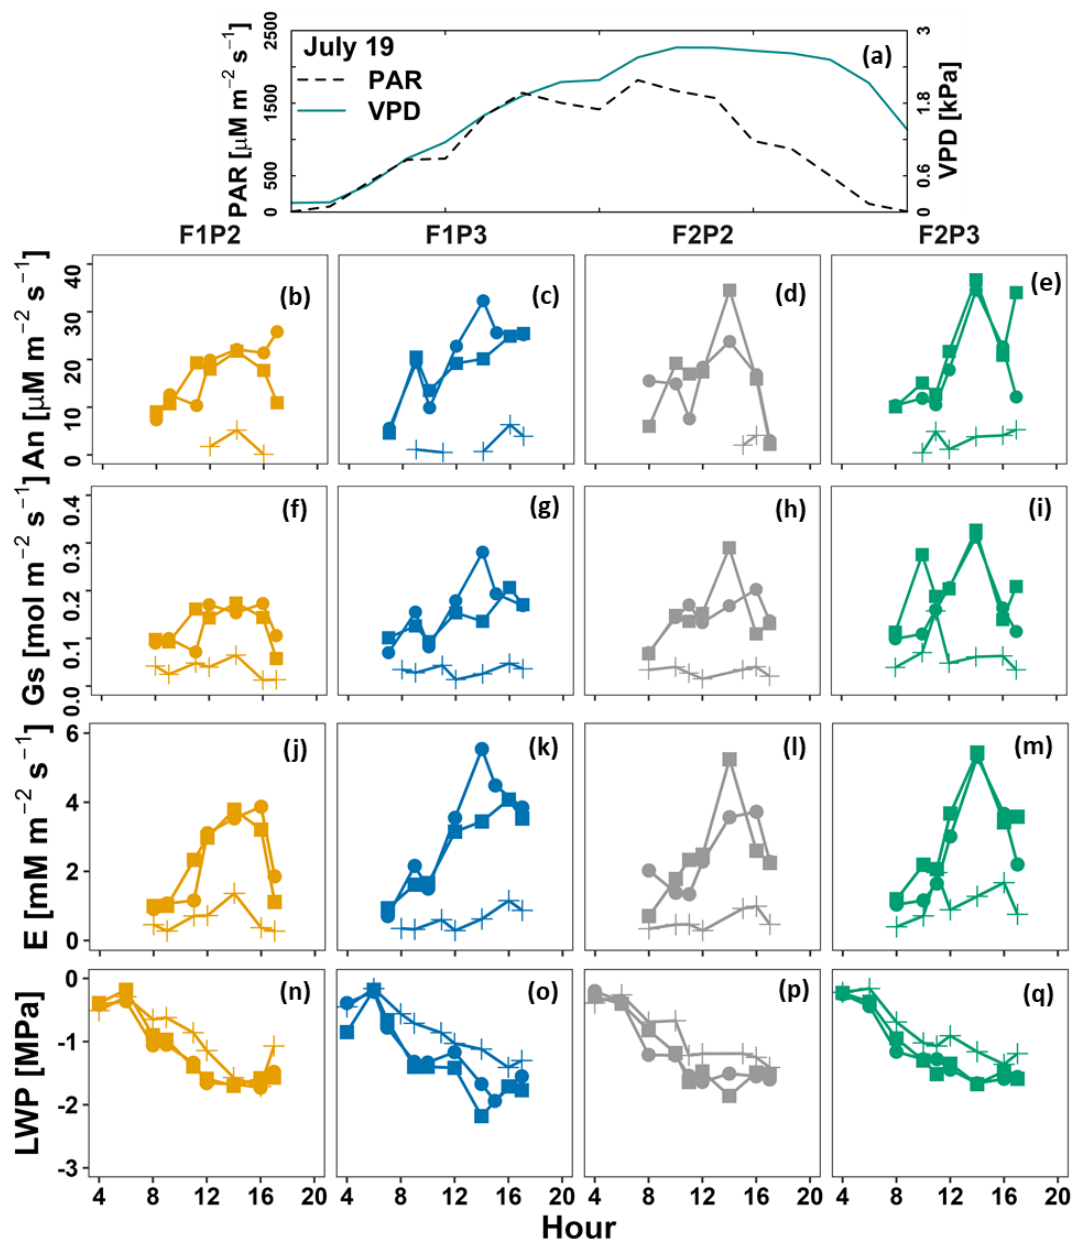 July 19
PAR
VPD
(a)
PAR [μM m−2 s−1]
0 500 1500 2500
VPD [kPa]
0 0.6 1.8 3
F1P2 F1P3 F2P2 F2P3
An [μM m−2 s−1]
0 10 20 30 40
(b) (c) (d) (e)
Gs [mol m−2 s−1]
0.0 0.1 0.2 0.3 0.4
(f) (g) (h) (i)
E [mM m−2 s−1]
6
4
2
0
(j) (k) (l) (m)
LWP [MPa]
0
-1
-2
-3
(n) (o) (p) (q)
4 8 12 16 20 4 8 12 16 20 4 8 12 16 20 4 8 12 16 20
Hour